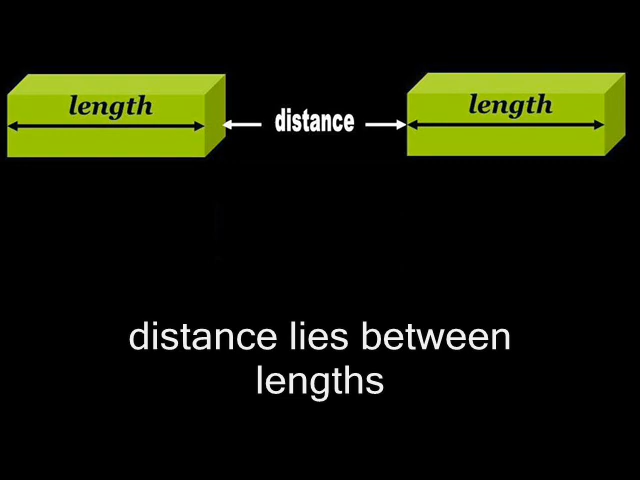 length
distance
length
distance lies between
lengths